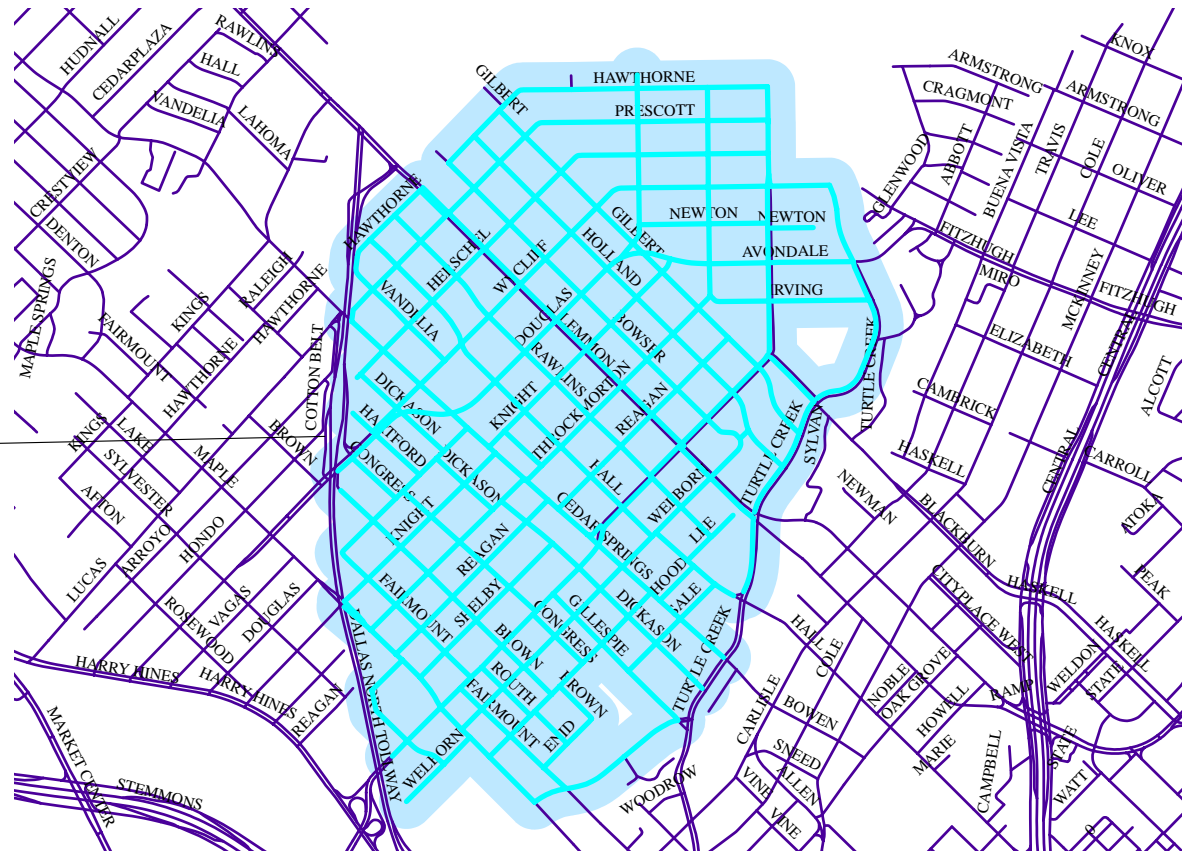 KNOX
RAWLINS
HUDNALL
CEDARPLAZA
HALL
ARMSTRONG
GILBERT
HAWTHORNE
CRAGMONT
ARMSTRONG
VANDELIA
LAHOMA
PRESCOTT
ABBOTT
BUENA VISTA
TRAVIS
COLE
OLIVER
GLENWOOD
CRESTVIEW
HAWTHORNE
GILBERT
NEWTON
NEWTON
LEE
FITZHUGH
DENTON
HERSCHEL
WYCLIFF
HOLLAND
AVONDALE
MIRO
MCKINNEY
FITZHUGH
RALEIGH
KINGS
HAWTHORNE
MAPLE SPRINGS
VANDELIA
DOUGLAS
IRVING
FAIRMOUNT
LEMMON
BOWSER
TURTLE CREEK
ELIZABETH
CENTRAL
HAWTHORNE
COTTON BELT
RAWLINS
ALCOTT
DICKASON
KNIGHT
THROCKMORTON
REAGAN
CAMBRICK
KINGS
LAKE
MAPLE
BROWN
HARTFORD
DICKASON
TURTLE CREEK
SYLVAN
HASKELL
CENTRAL
CARROLL
SYLVESTER
CONGRESS
HALL
WELBORN
NEWMAN
AFTON
KNIGHT
CEDAR SPRINGS
LEE
BLACKBURN
ATOKA
ARROYO
HONDO
REAGAN
LUCAS
HOOD
HASKELL
PEAK
VAGAS
DOUGLAS
FAIRMOUNT
SHELBY
GILLESPIE
DICKASON
SALE
CITYPLACE WEST
ROSEWOOD
CONGRESS
BROWN
TURTLE CREEK
HALL
COLE
HASKELL
HARRY HINES
HARRY HINES
DALLAS NORTH TOLLWAY
ROUTH
BROWN
NOBLE
OAK GROVE
WELDON
STATE
REAGAN
FAIRMOUNT
ENID
CARLISLE
BOWEN
HOWELL
RAMP
MARKET CENTER
WELBORN
SNEED
MARIE
STATE
STEMMONS
WOODROW
VINE
ALLEN
CAMPBELL
WATT
VINE